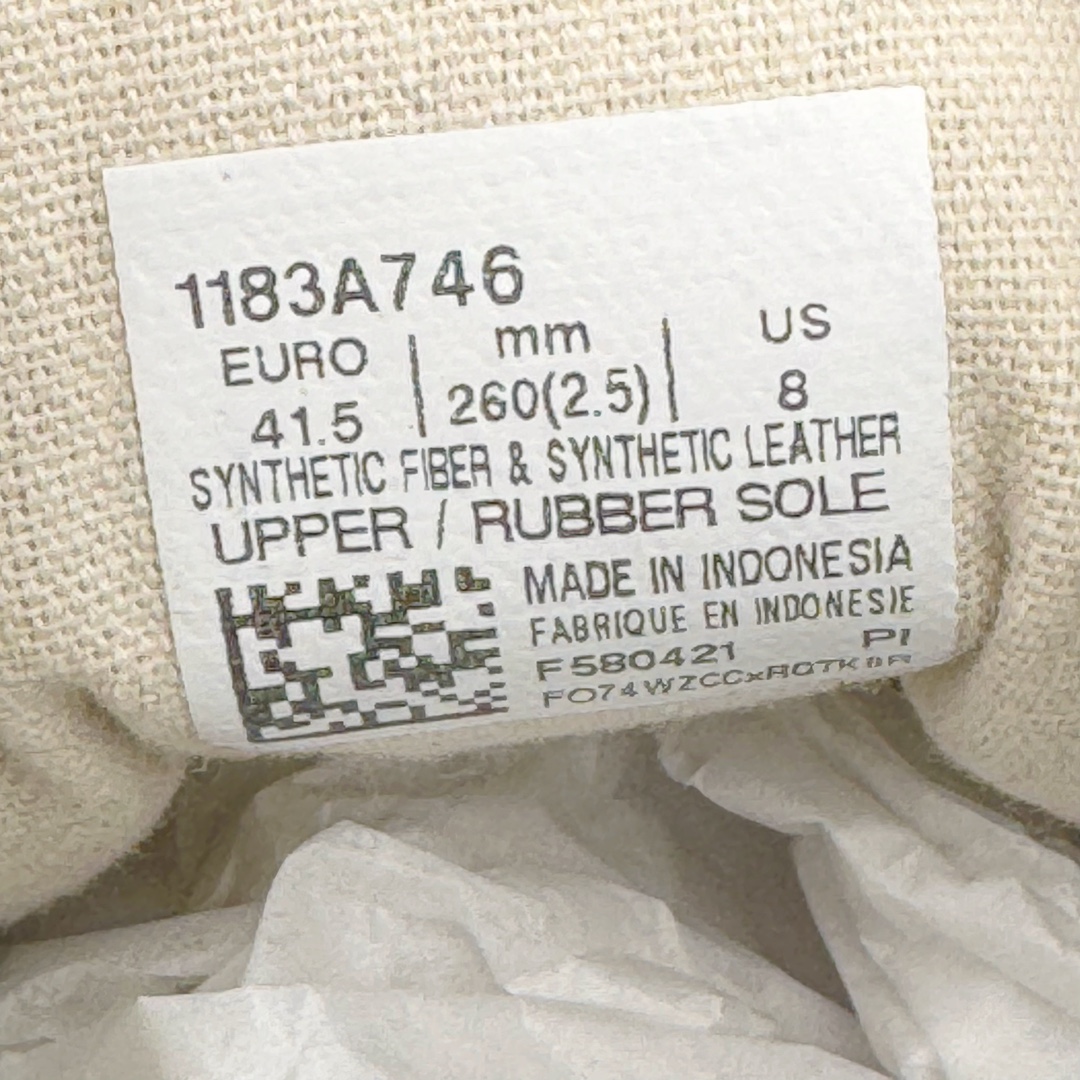 1183A746
EURO | mm | US
41.5 | 260(2.5) | 8
SYNTHETIC FIBER & SYNTHETIC LEATHER
UPPER / RUBBER SOLE
MADE IN INDONESIA
FABRIQUE EN INDONESIE
F580421 PI